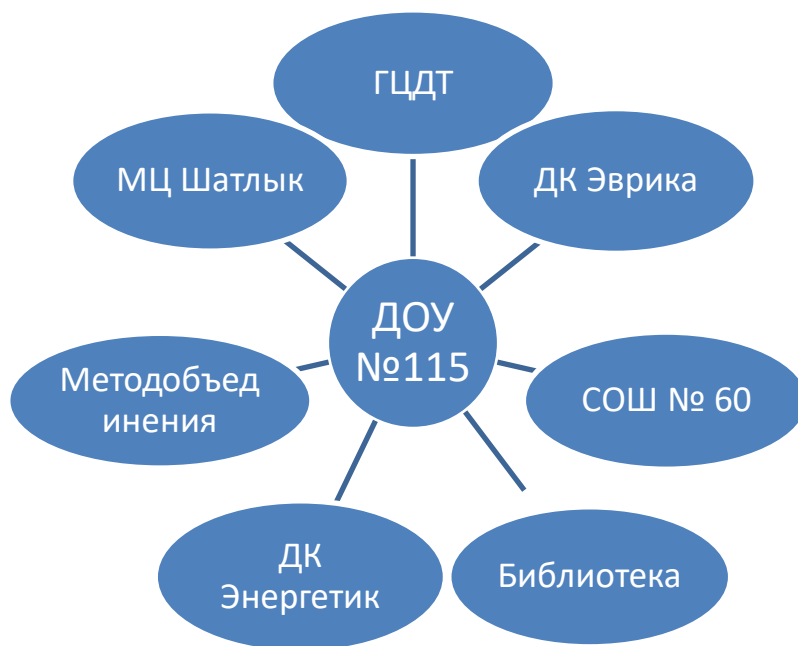 ГЦДТ
МЦ Шатлык
ДК Эврика
ДОУ
№115
Методобъед
инения
СОШ № 60
ДК
Энергетик
Библиотека